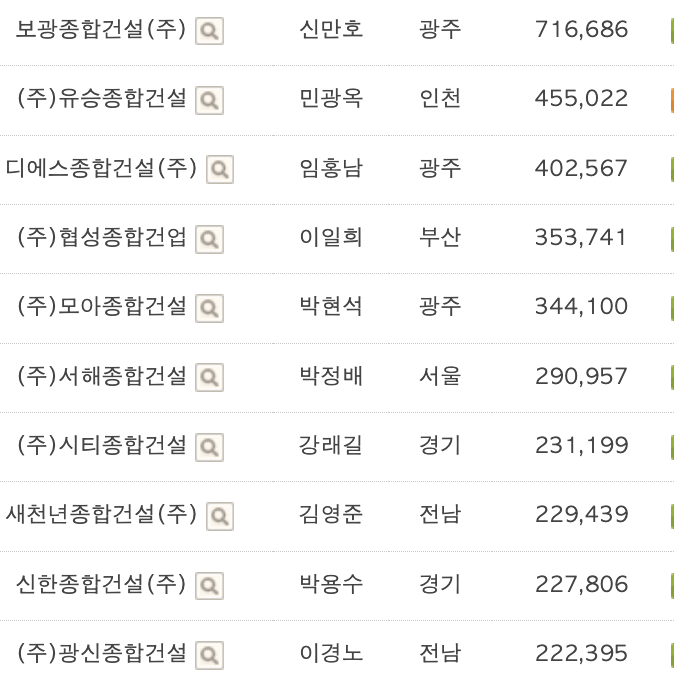 보광종합건설(주) 신만호 광주 716,686
(주)유승종합건설 민광옥 인천 455,022
디에스종합건설(주) 임홍남 광주 402,567
(주)협성종합건업 이일희 부산 353,741
(주)모아종합건설 박현석 광주 344,100
(주)서해종합건설 박정배 서울 290,957
(주)시티종합건설 강래길 경기 231,199
새천년종합건설(주) 김영준 전남 229,439
신한종합건설(주) 박용수 경기 227,806
(주)광신종합건설 이경노 전남 222,395